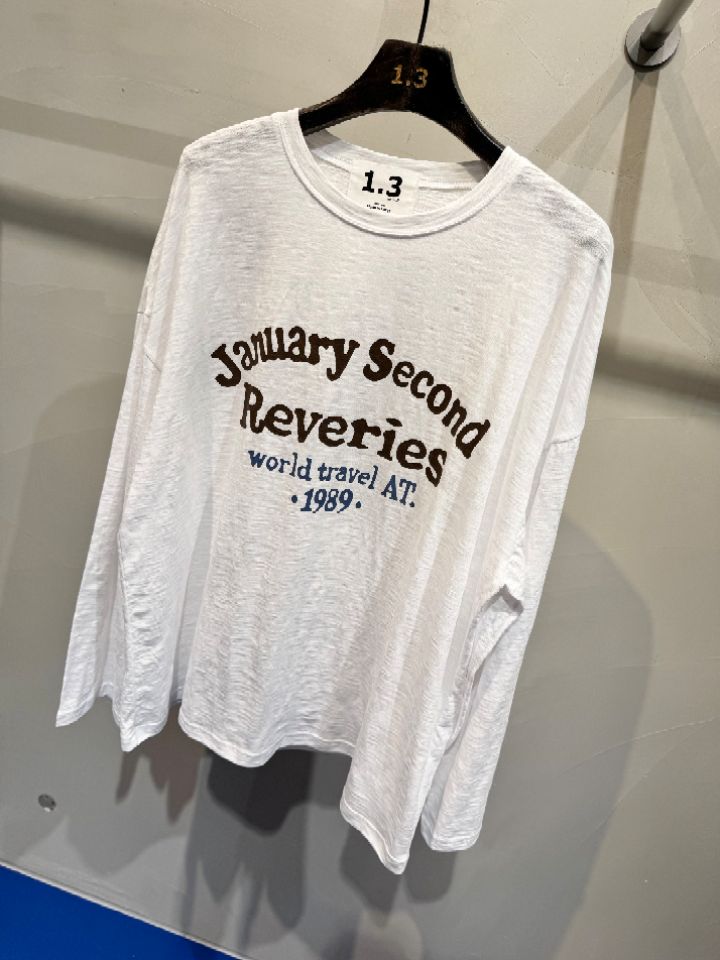 1.3
1.3
January Second
Reveries
world travel AT.
·1989·